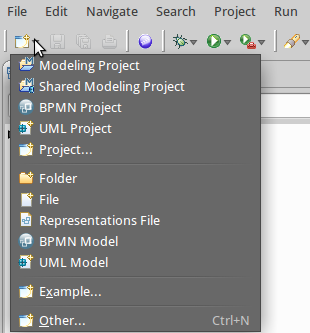 File Edit Navigate Search Project Run
Modeling Project
Shared Modeling Project
BPMN Project
UML Project
Project...
Folder
File
Representations File
BPMN Model
UML Model
Example...
Other... Ctrl+N